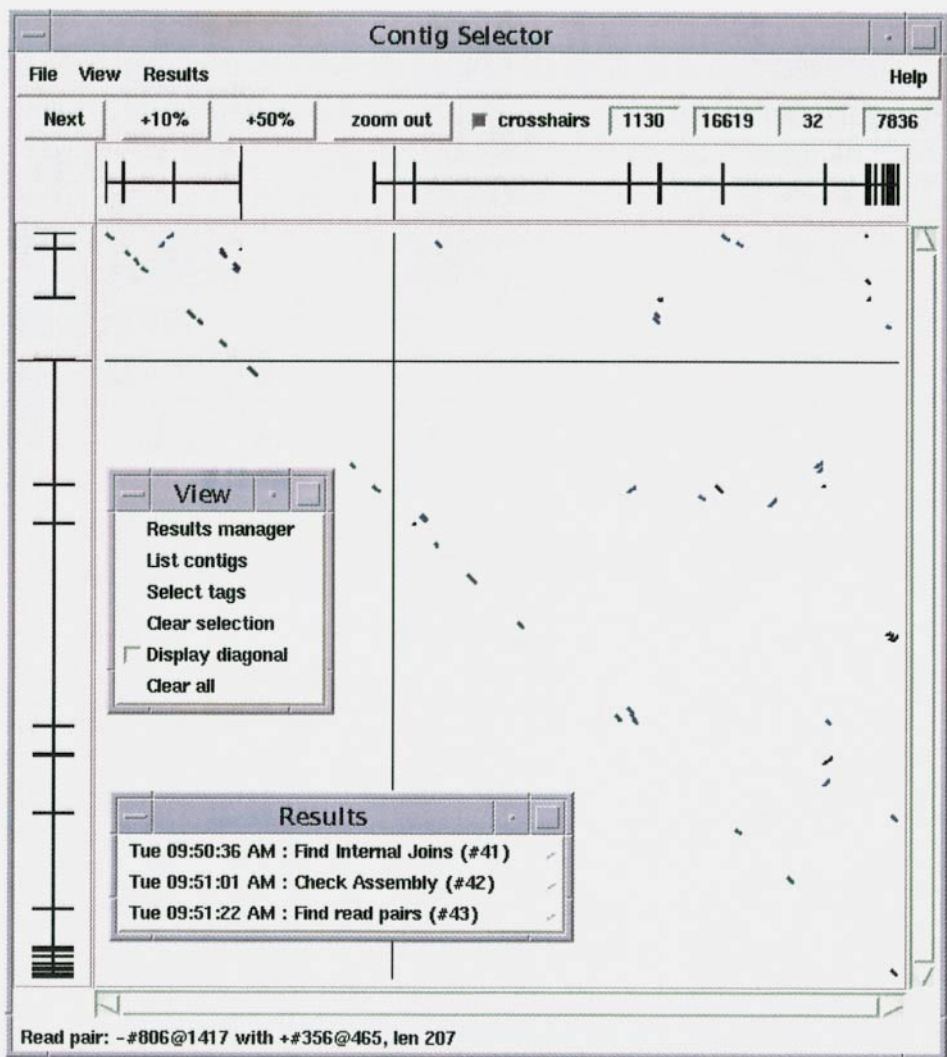 Contig Selector
File View Results Help
Next +10% +50% zoom out crosshairs 1130 16619 32 7836
View
Results manager
List contigs
Select tags
Clear selection
Display diagonal
Clear all
Results
Tue 09:50:36 AM : Find Internal Joins (#41)
Tue 09:51:01 AM : Check Assembly (#42)
Tue 09:51:22 AM : Find read pairs (#43)
Read pair: -#806@1417 with +#356@465, len 207